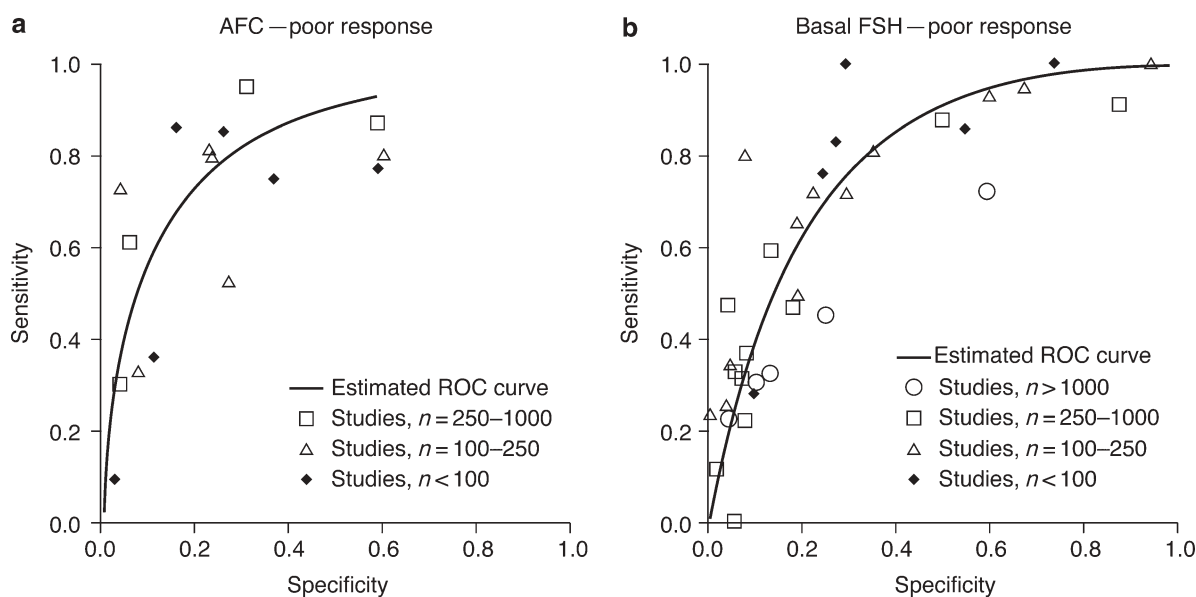 a
AFC—poor response
1.0
0.8
0.6
0.4
0.2
0.0
Sensitivity
0.0 0.2 0.4 0.6 0.8 1.0
Specificity
Estimated ROC curve
Studies, n=250–1000
Studies, n=100–250
Studies, n<100
b
Basal FSH—poor response
1.0
0.8
0.6
0.4
0.2
0.0
Sensitivity
0.0 0.2 0.4 0.6 0.8 1.0
Specificity
Estimated ROC curve
Studies, n>1000
Studies, n=250–1000
Studies, n=100–250
Studies, n<100